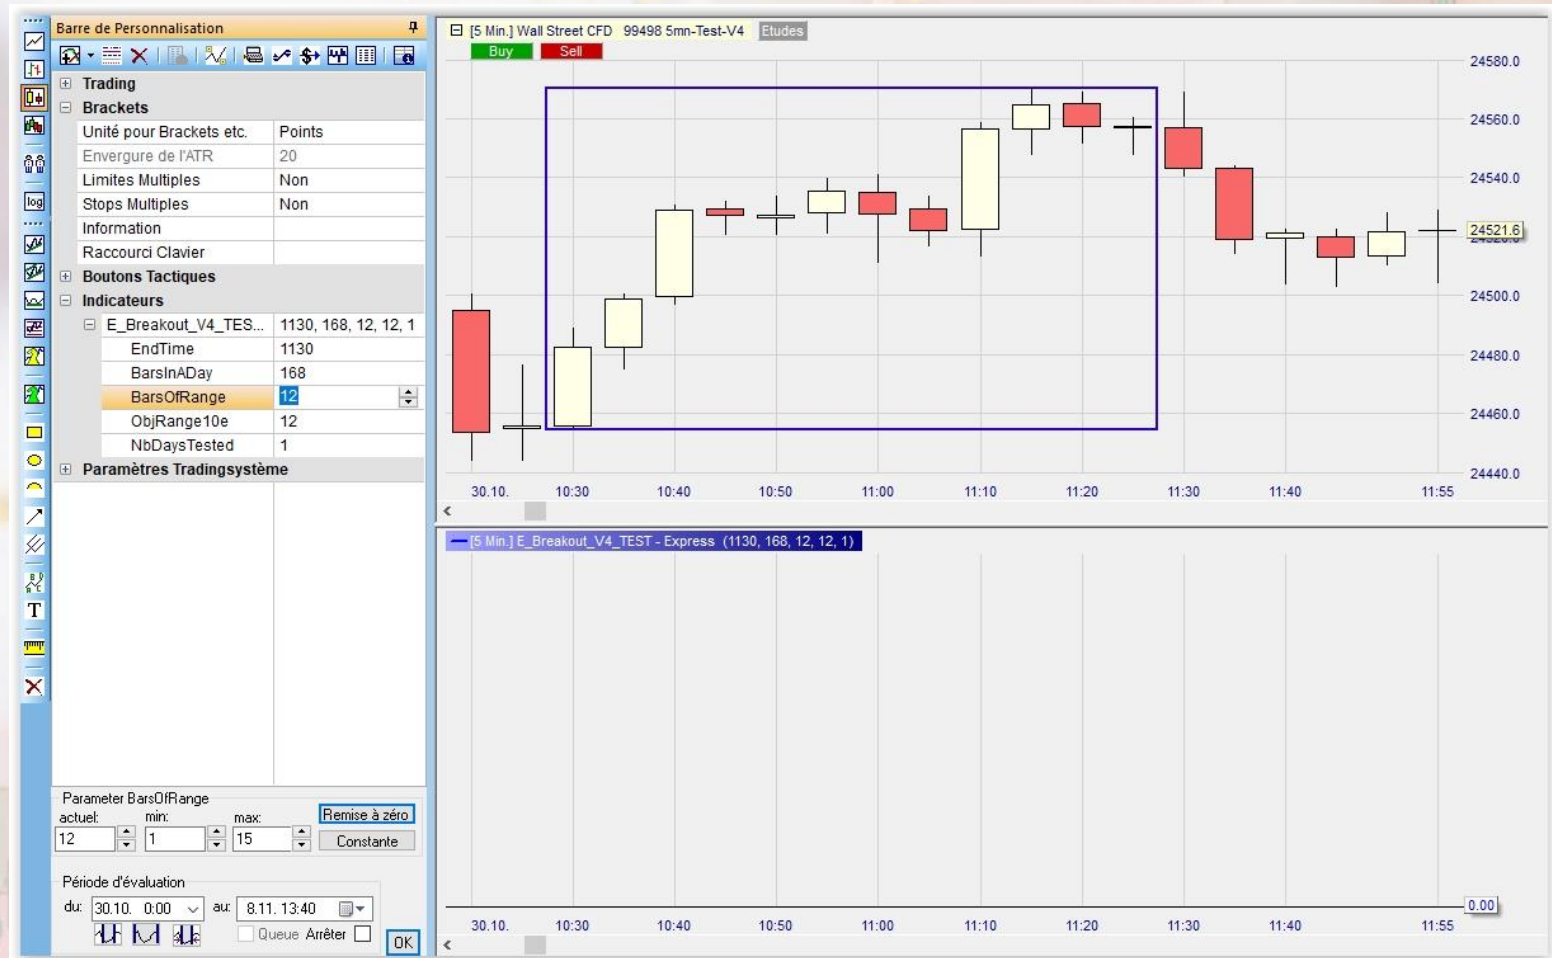 Barre de Personnalisation
Trading
Brackets
Unité pour Brackets etc. Points
Envergure de l'ATR 20
Limites Multiples Non
Stops Multiples Non
Information
Raccourci Clavier
Boutons Tactiques
Indicateurs
E_Breakout_V4_TES... 1130, 168, 12, 12, 1
EndTime 1130
BarsInADay 168
BarsOfRange 12
ObjRange10e 12
NbDaysTested 1
Paramètres Tradingsystème
log
T
Parameter BarsOfRange
actuel: min: max: Remise à zéro
12 1 15 Constante
Période d'évaluation
du: 30.10. 0:00 au: 8.11. 13:40
Queue Arrêter OK
[5 Min.] Wall Street CFD 99498 5mn-Test-V4 Etudes
Buy Sell
24580.0
24560.0
24540.0
24521.6
24500.0
24480.0
24460.0
24440.0
30.10. 10:30 10:40 10:50 11:00 11:10 11:20 11:30 11:40 11:55
[5 Min.] E_Breakout_V4_TEST - Express (1130, 168, 12, 12, 1)
0.00
30.10. 10:30 10:40 10:50 11:00 11:10 11:20 11:30 11:40 11:55